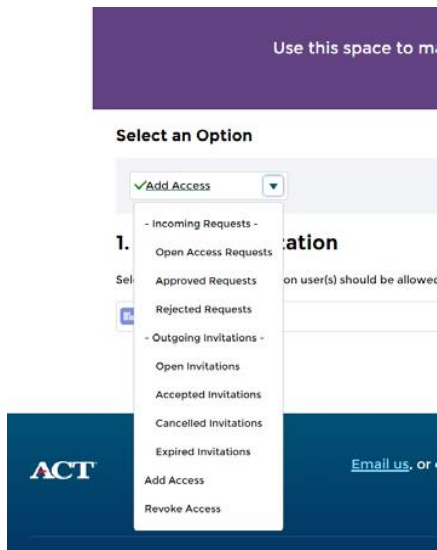 Use this space to ma
Select an Option
Add Access
- Incoming Requests -
1. ation
Open Access Requests
Sel on user(s) should be allowed
Approved Requests
Rejected Requests
- Outgoing Invitations -
Open Invitations
Accepted Invitations
Cancelled Invitations
Expired Invitations
ACT Email us, or
Add Access
Revoke Access